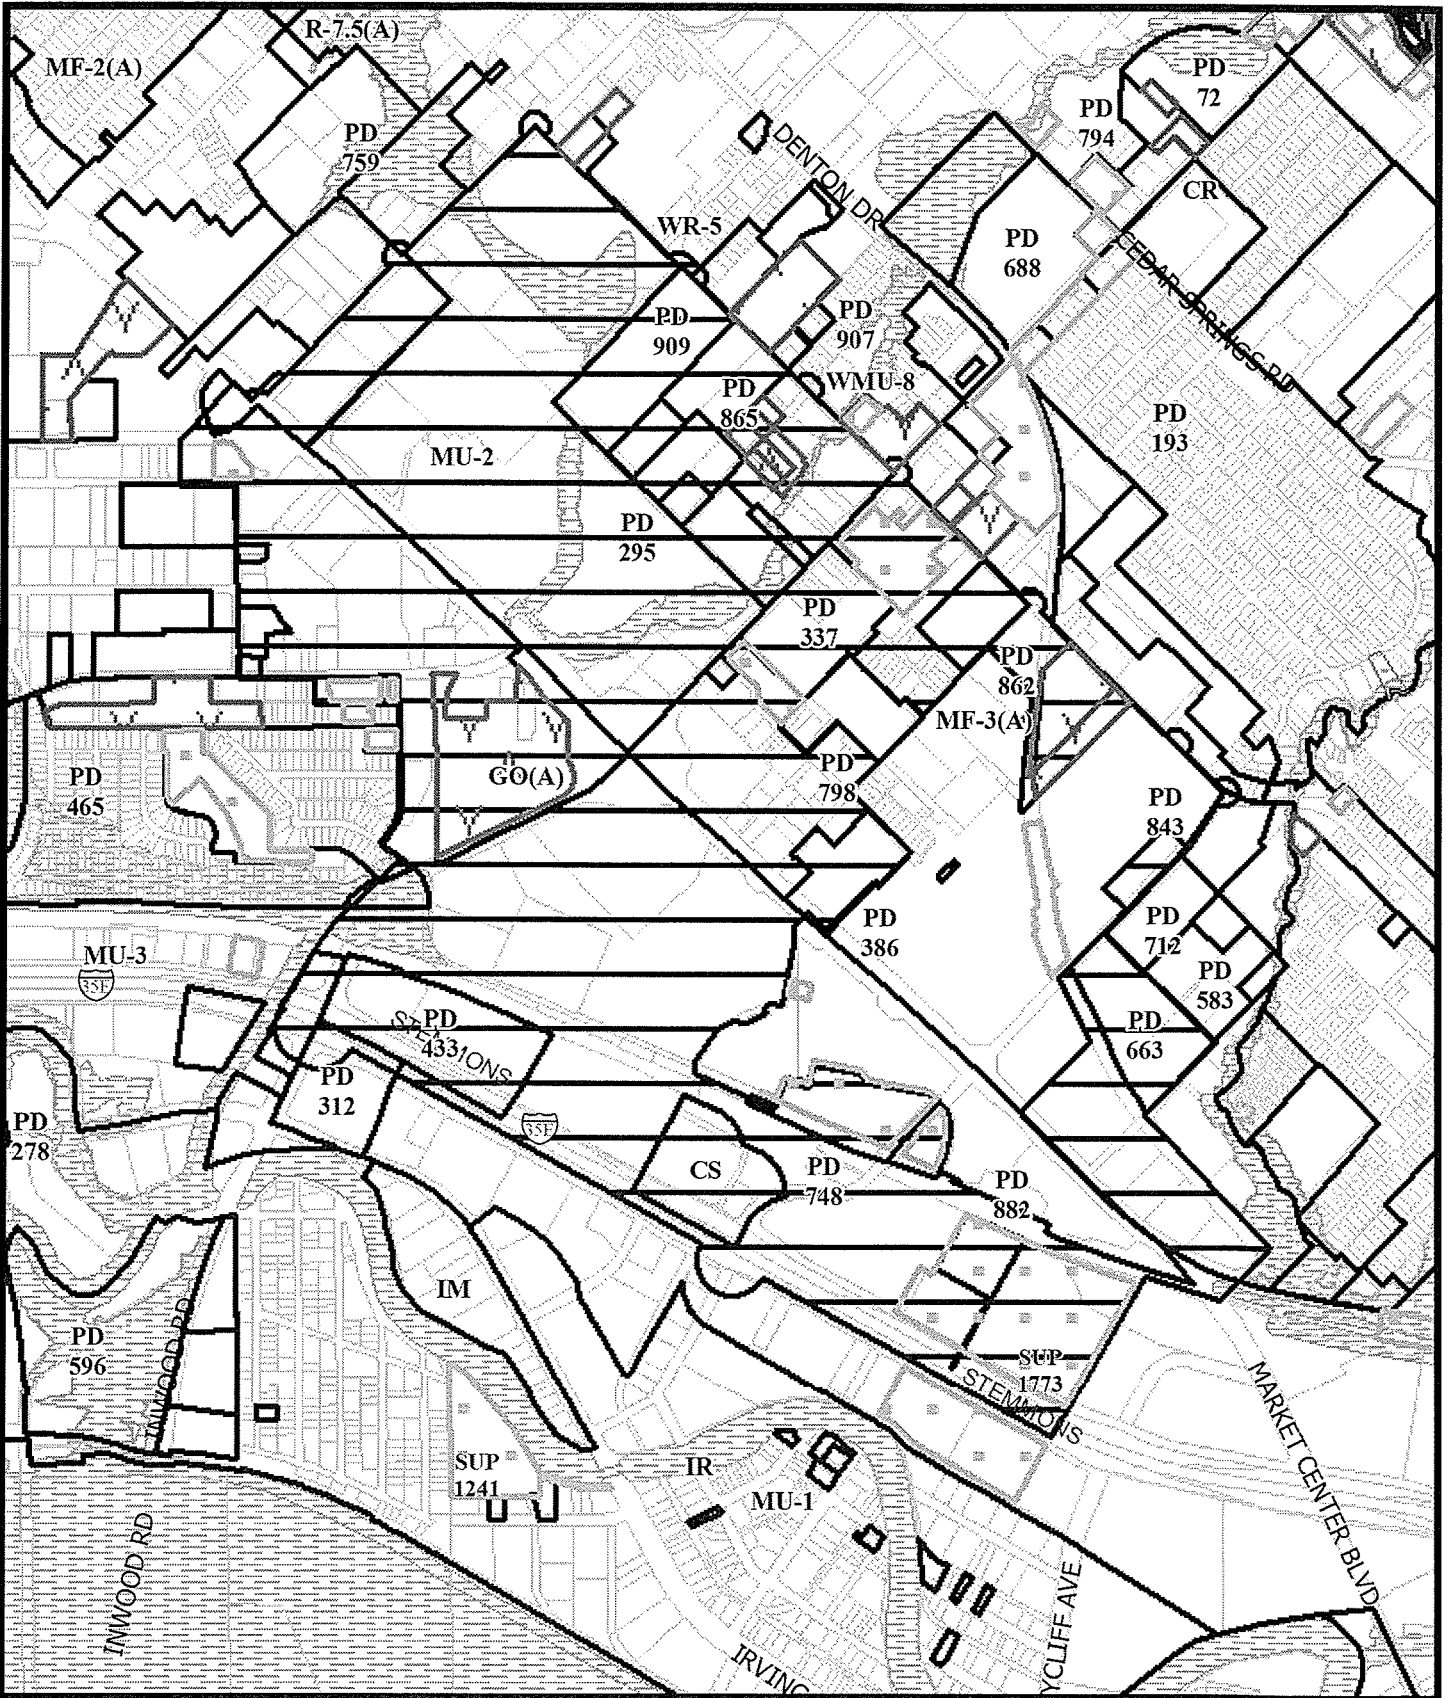 R-7.5(A)
MF-2(A)
PD
72
PD
794
PD
759
DENTON DR
CR
WR-5
PD
688
CEDAR SPRINGS RD
PD
909
PD
907
PD
865
WMU-8
PD
193
MU-2
PD
295
PD
337
PD
862
MF-3(A)
PD
465
GO(A)
PD
798
PD
843
PD
386
PD
712
MU-3
35E
PD
583
PD
433
STEMMONS
PD
663
PD
312
PD
278
35E
CS
PD
748
PD
882
IM
INWOOD RD
PD
596
SUP
1773
STEMMONS
MARKET CENTER BLVD
SUP
1241
IR
MU-1
INWOOD RD
YCLIFF AVE
IRVING